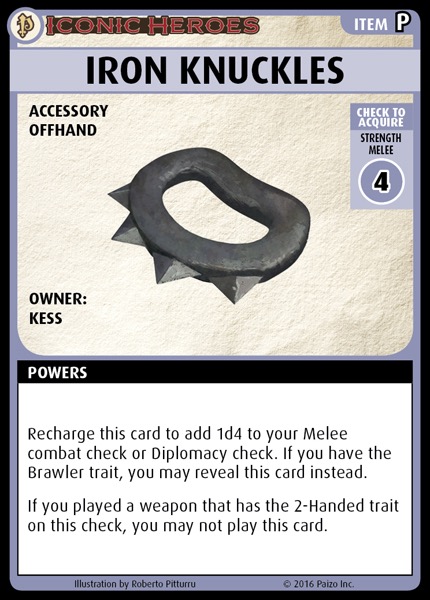 ICONIC HEROES
ITEM P
IRON KNUCKLES
ACCESSORY
OFFHAND
CHECK TO
ACQUIRE
STRENGTH
MELEE
4
OWNER:
KESS
POWERS
Recharge this card to add 1d4 to your Melee
combat check or Diplomacy check. If you have the
Brawler trait, you may reveal this card instead.
If you played a weapon that has the 2-Handed trait
on this check, you may not play this card.
Illustration by Roberto Pitturru
© 2016 Paizo Inc.